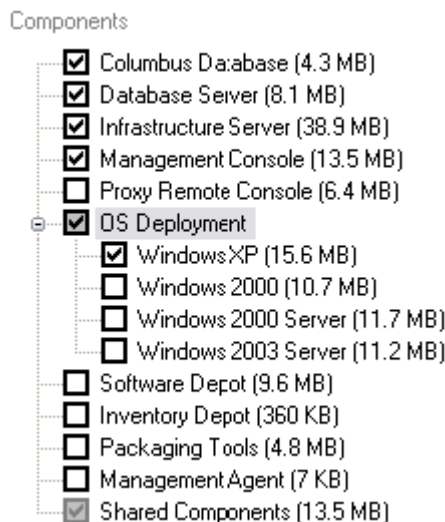 Components
Columbus Database (4.3 MB)
Database Server (8.1 MB)
Infrastructure Server (38.9 MB)
Management Console (13.5 MB)
Proxy Remote Console (6.4 MB)
OS Deployment
Windows XP (15.6 MB)
Windows 2000 (10.7 MB)
Windows 2000 Server (11.7 MB)
Windows 2003 Server (11.2 MB)
Software Depot (9.6 MB)
Inventory Depot (360 KB)
Packaging Tools (4.8 MB)
Management Agent (7 KB)
Shared Components (13.5 MB)